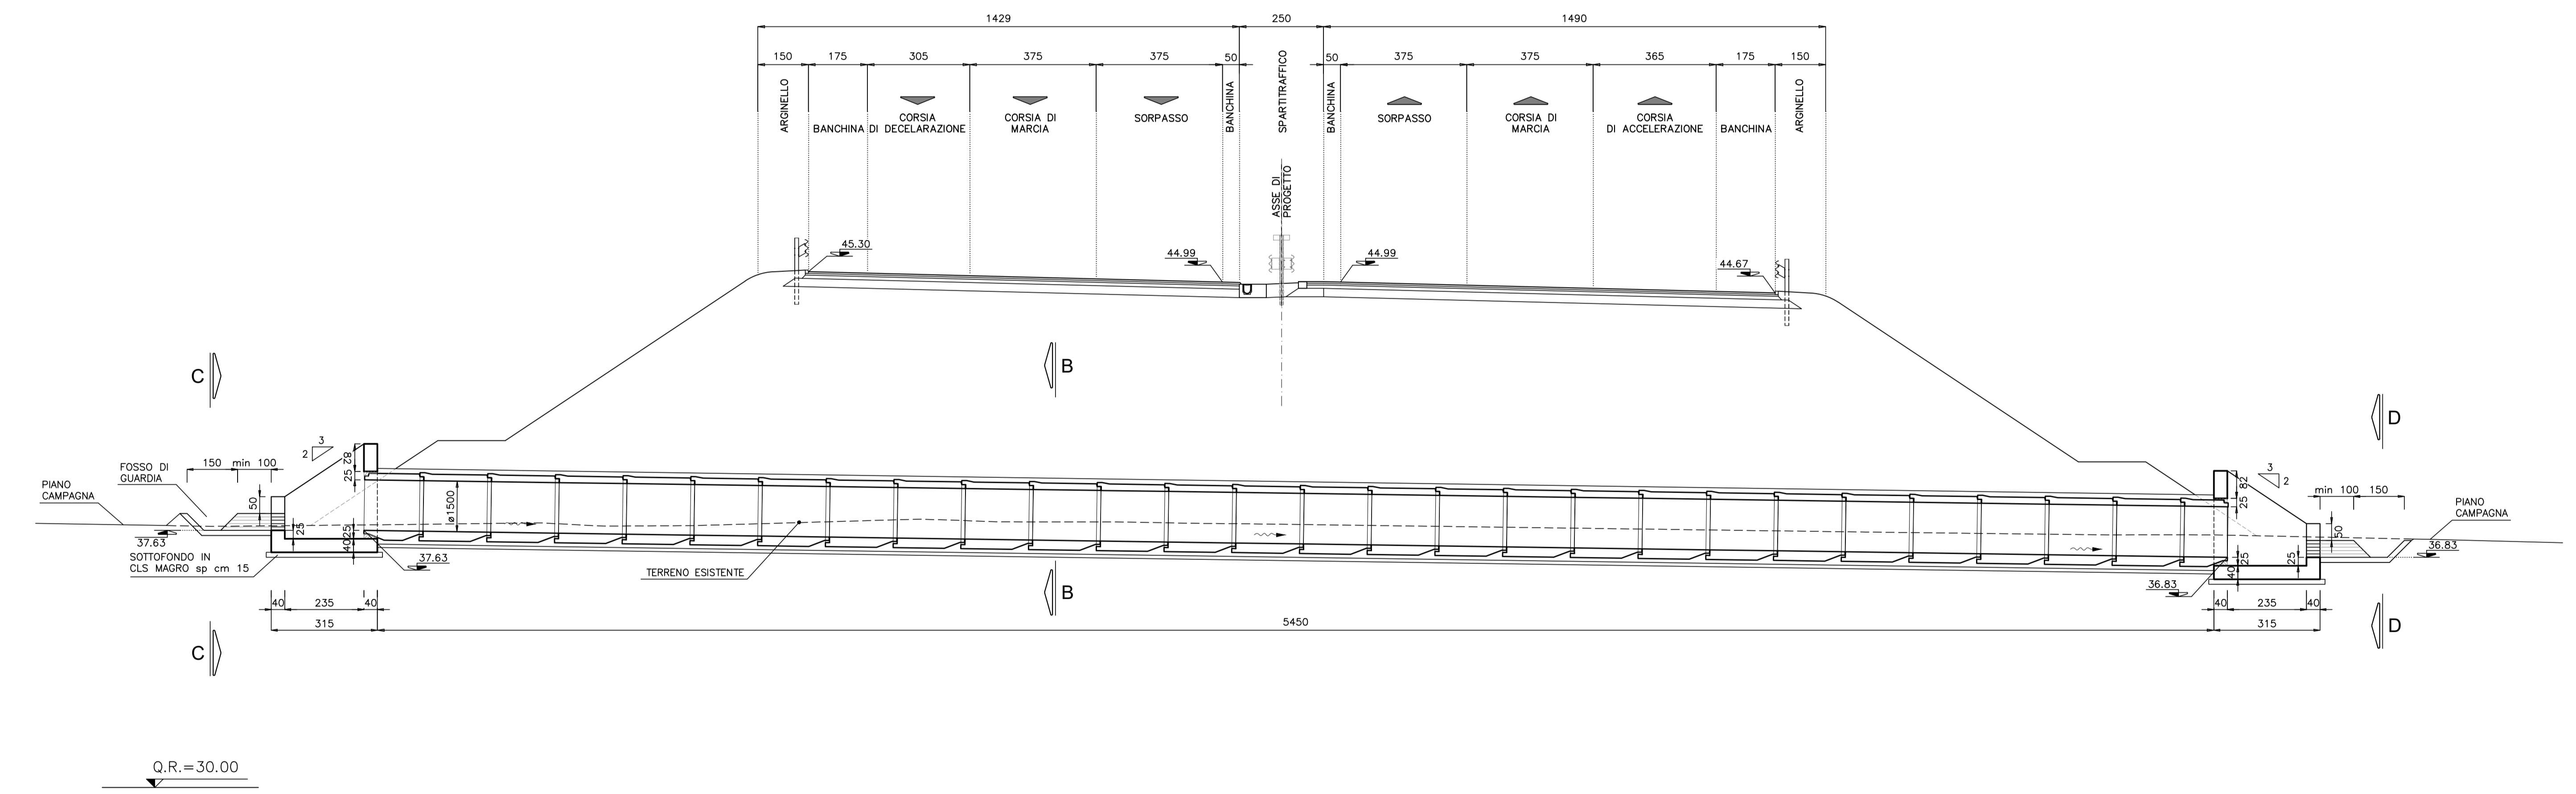 1429 250 1490
150 175 305 375 375 50 50 375 375 365 175 150
ARGINELLO
BANCHINA
CORSIA
DI DECELARAZIONE
CORSIA DI
MARCIA
SORPASSO
BANCHINA
SPARTITRAFFICO
BANCHINA
SORPASSO
CORSIA DI
MARCIA
CORSIA
DI ACCELERAZIONE
BANCHINA
ARGINELLO
ASSE DI
PROGETTO
45.30
44.99
44.99
44.67
C
B
D
3
2
82
25
FOSSO DI
GUARDIA
150 min 100
PIANO
CAMPAGNA
50
25
25
40
ø1500
37.63
SOTTOFONDO IN
CLS MAGRO sp cm 15
37.63
TERRENO ESISTENTE
3
2
82
25
min 100 150
PIANO
CAMPAGNA
50
25
25
40
36.83
36.83
B
40 235 40
40 235 40
315 5450 315
C
D
Q.R.=30.00